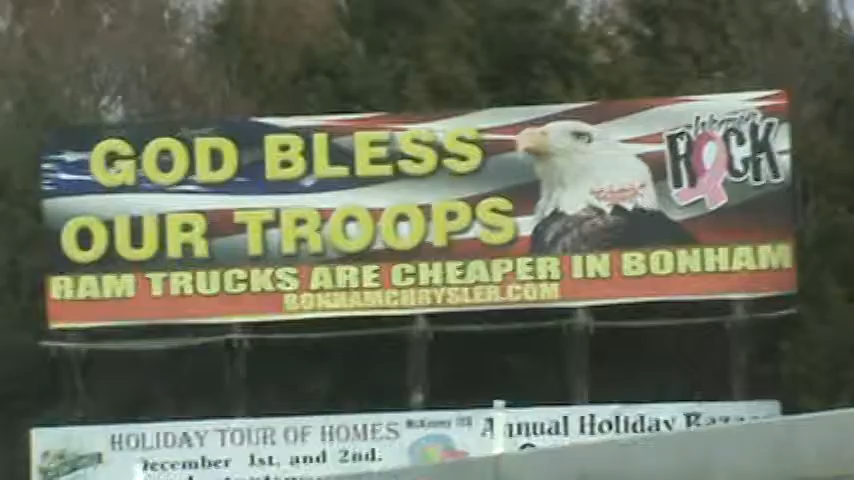 GOD BLESS
OUR TROOPS
ROCK
RAM TRUCKS ARE CHEAPER IN BONHAM
BONHAMCHRYSLER.COM
HOLIDAY TOUR OF HOMES
December 1st. and 2nd.
Annual Holiday